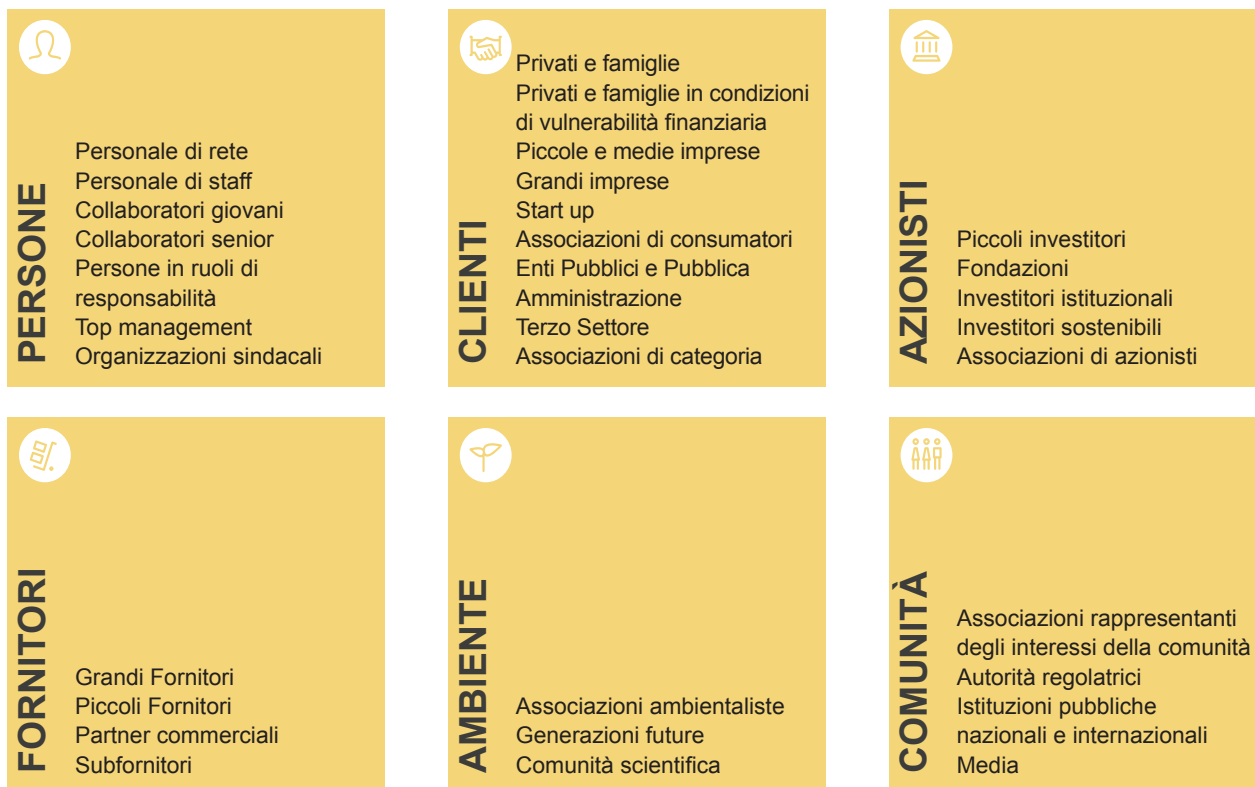 PERSONE
Personale di rete
Personale di staff
Collaboratori giovani
Collaboratori senior
Persone in ruoli di
responsabilità
Top management
Organizzazioni sindacali
CLIENTI
Privati e famiglie
Privati e famiglie in condizioni
di vulnerabilità finanziaria
Piccole e medie imprese
Grandi imprese
Start up
Associazioni di consumatori
Enti Pubblici e Pubblica
Amministrazione
Terzo Settore
Associazioni di categoria
AZIONISTI
Piccoli investitori
Fondazioni
Investitori istituzionali
Investitori sostenibili
Associazioni di azionisti
FORNITORI
Grandi Fornitori
Piccoli Fornitori
Partner commerciali
Subfornitori
AMBIENTE
Associazioni ambientaliste
Generazioni future
Comunità scientifica
COMUNITÀ
Associazioni rappresentanti
degli interessi della comunità
Autorità regolatrici
Istituzioni pubbliche
nazionali e internazionali
Media